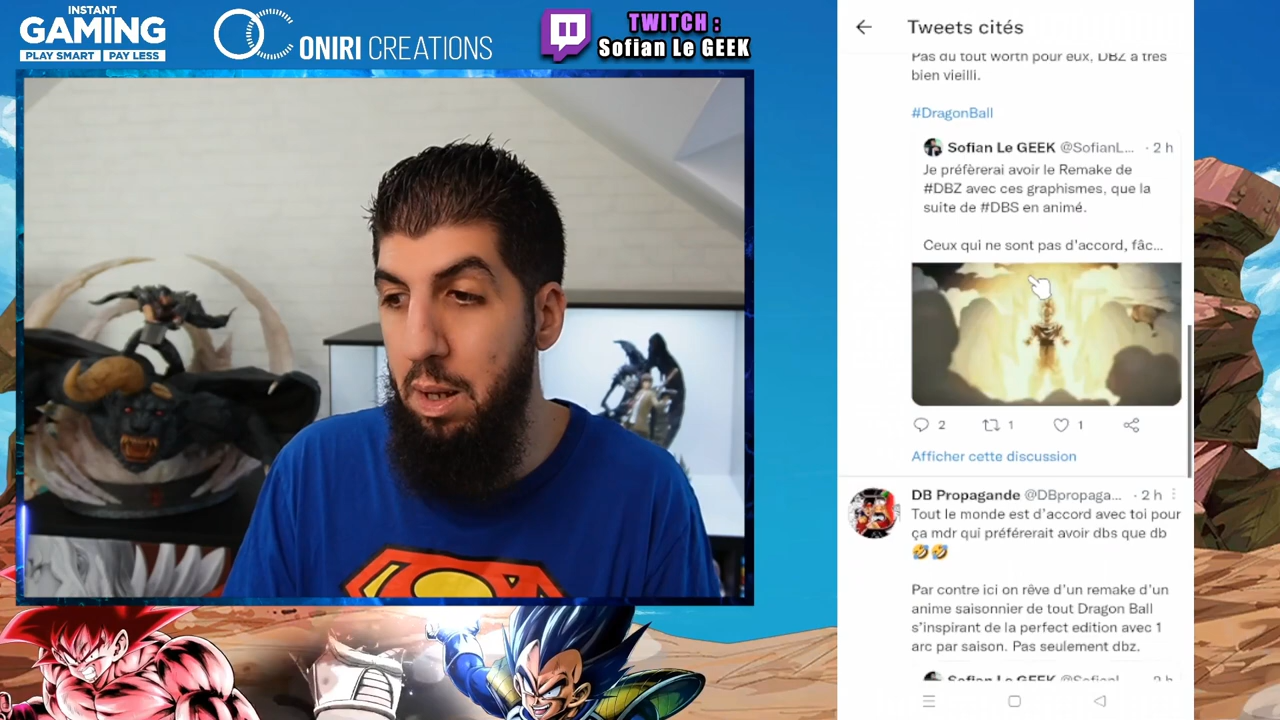 INSTANT
GAMING
PLAY SMART PAY LESS
ONIRI CREATIONS
TWITCH :
Sofian Le GEEK
Tweets cités
Pas du tout worth pour eux, DBZ a très
bien vieilli.
#DragonBall
Sofian Le GEEK @SofianL... · 2 h
Je préfèrerai avoir le Remake de
#DBZ avec ces graphismes, que la
suite de #DBS en animé.
Ceux qui ne sont pas d'accord, fâc...
2 1 1
Afficher cette discussion
DB Propagande @DBpropaga... · 2 h
Tout le monde est d'accord avec toi pour
ça mdr qui préférerait avoir dbs que db
🤣🤣
Par contre ici on rêve d'un remake d'un
anime saisonnier de tout Dragon Ball
s'inspirant de la perfect edition avec 1
arc par saison. Pas seulement dbz.
Sofian Le GEEK @SofianL... · 2 h